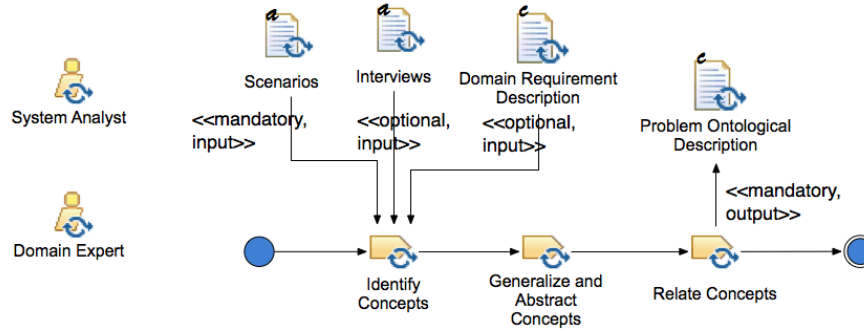 a
a
c
Scenarios
Interviews
Domain Requirement
Description
c
System Analyst
<<mandatory,
input>>
<<optional,
input>>
<<optional,
input>>
Problem Ontological
Description
<<mandatory,
output>>
Domain Expert
Identify
Concepts
Generalize and
Abstract
Concepts
Relate Concepts